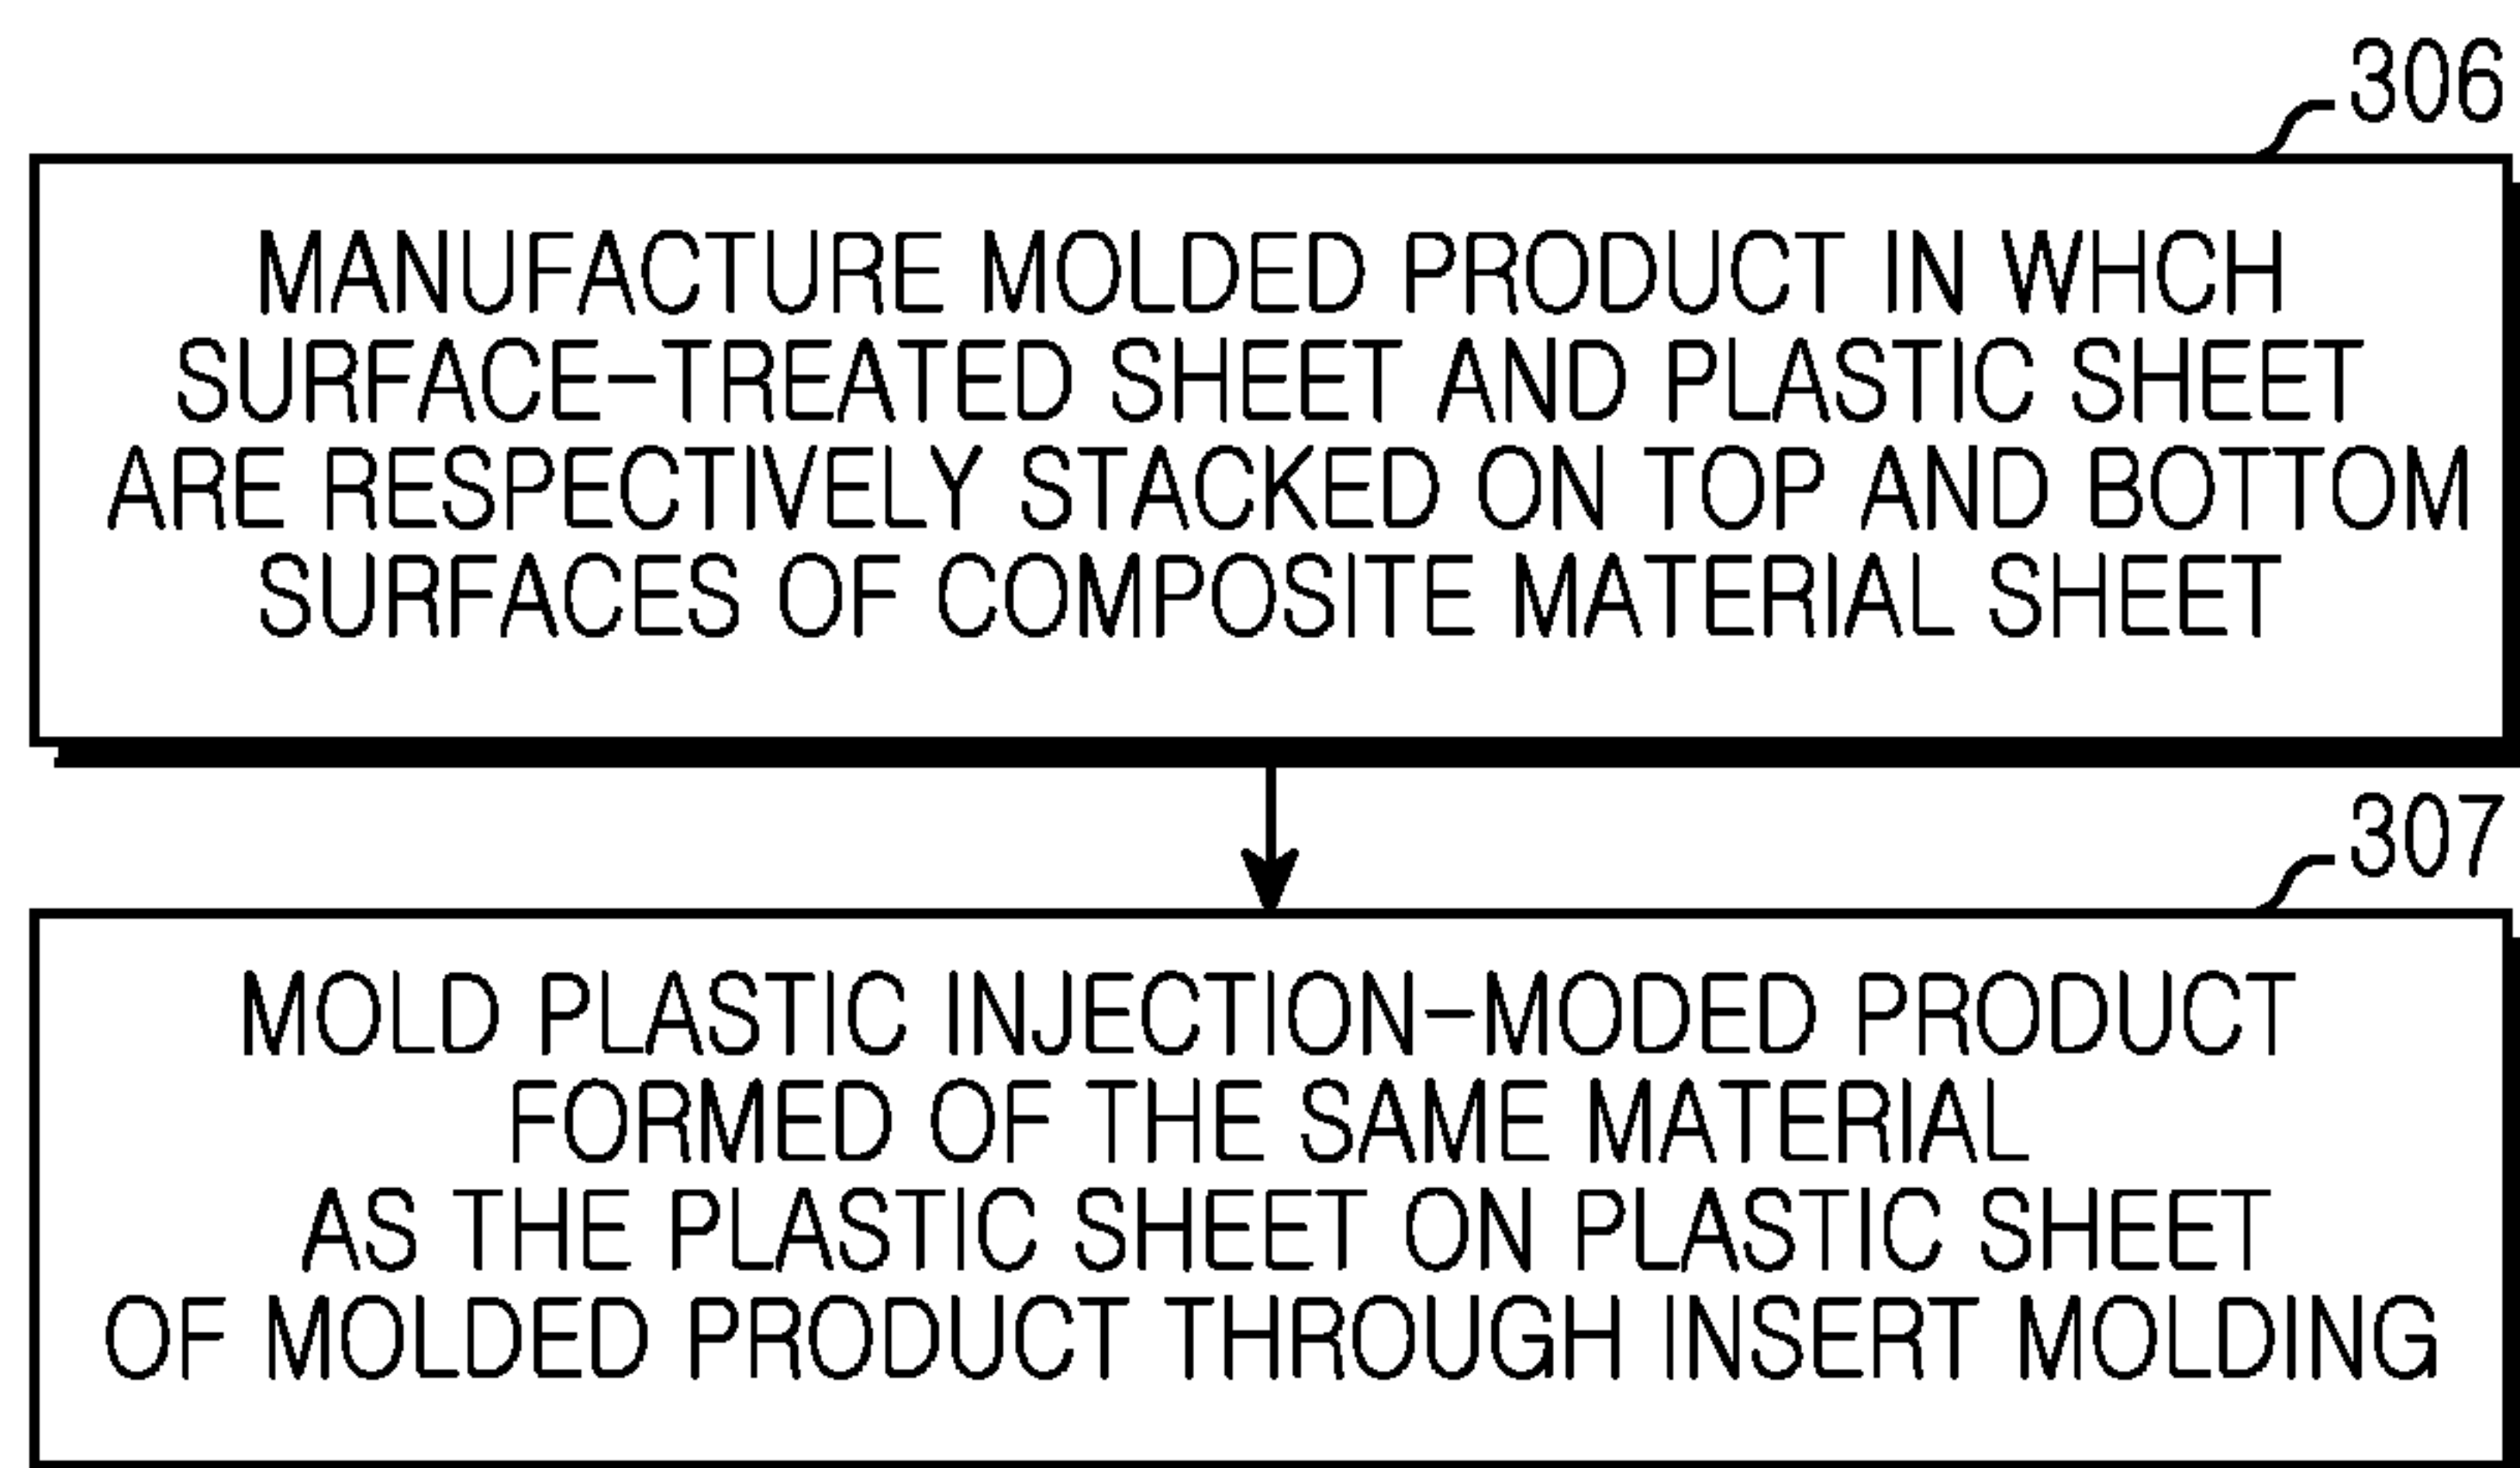 306
MANUFACTURE MOLDED PRODUCT IN WHCH
SURFACE-TREATED SHEET AND PLASTIC SHEET
ARE RESPECTIVELY STACKED ON TOP AND BOTTOM
SURFACES OF COMPOSITE MATERIAL SHEET
307
MOLD PLASTIC INJECTION-MODED PRODUCT
FORMED OF THE SAME MATERIAL
AS THE PLASTIC SHEET ON PLASTIC SHEET
OF MOLDED PRODUCT THROUGH INSERT MOLDING